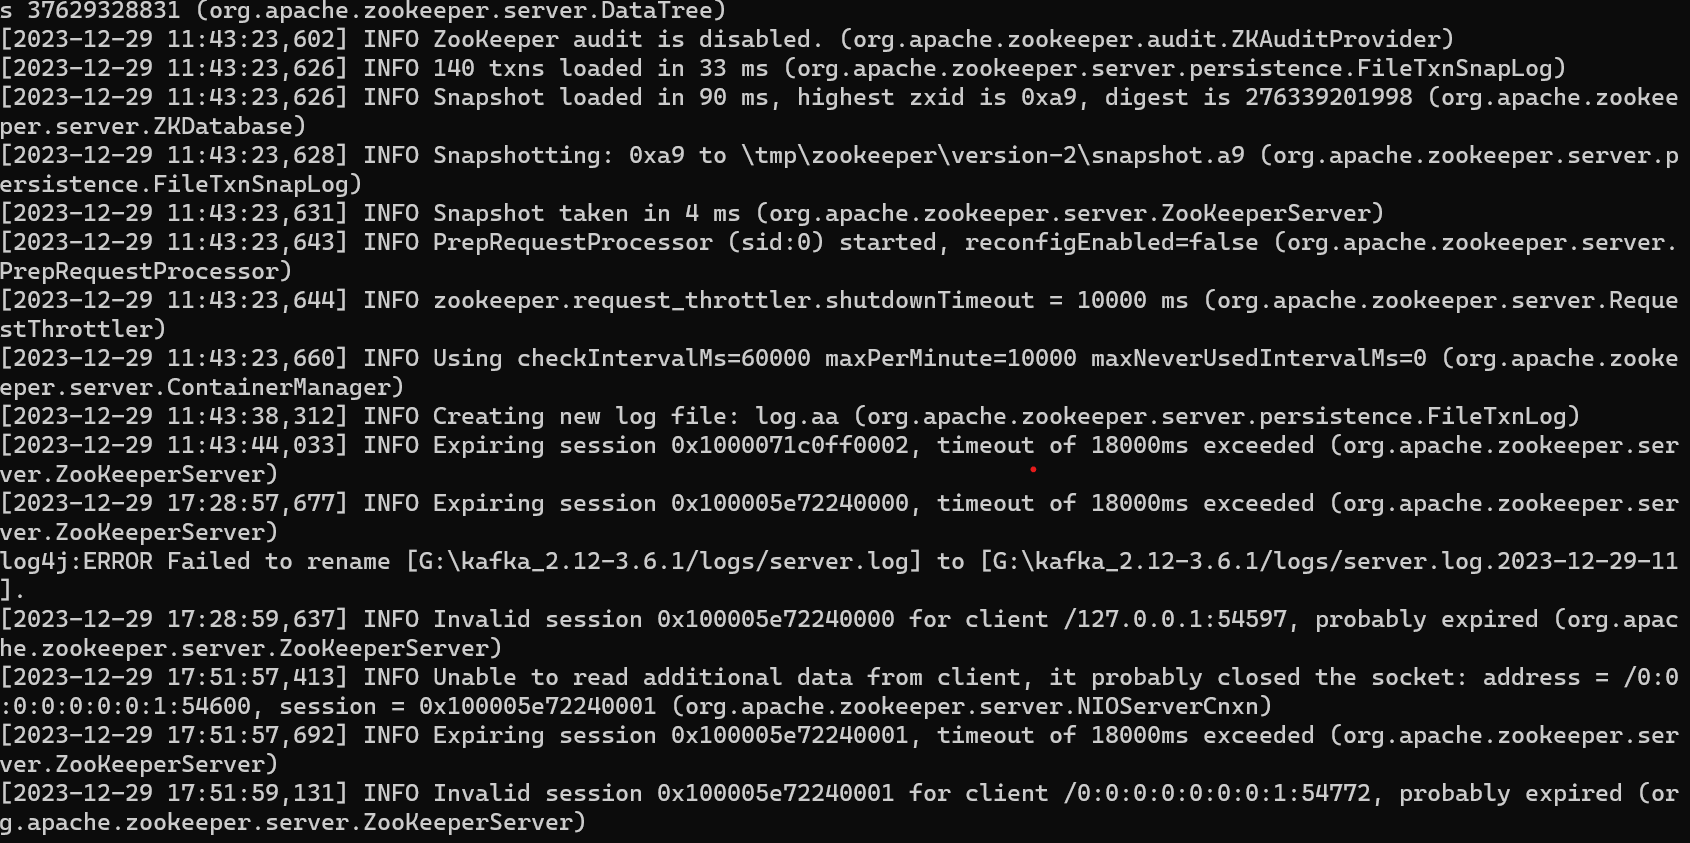 s 37629328831 (org.apache.zookeeper.server.DataTree)
[2023-12-29 11:43:23,602] INFO ZooKeeper audit is disabled. (org.apache.zookeeper.audit.ZKAuditProvider)
[2023-12-29 11:43:23,626] INFO 140 txns loaded in 33 ms (org.apache.zookeeper.server.persistence.FileTxnSnapLog)
[2023-12-29 11:43:23,626] INFO Snapshot loaded in 90 ms, highest zxid is 0xa9, digest is 276339201998 (org.apache.zookee
per.server.ZKDatabase)
[2023-12-29 11:43:23,628] INFO Snapshotting: 0xa9 to \tmp\zookeeper\version-2\snapshot.a9 (org.apache.zookeeper.server.p
ersistence.FileTxnSnapLog)
[2023-12-29 11:43:23,631] INFO Snapshot taken in 4 ms (org.apache.zookeeper.server.ZooKeeperServer)
[2023-12-29 11:43:23,643] INFO PrepRequestProcessor (sid:0) started, reconfigEnabled=false (org.apache.zookeeper.server.
PrepRequestProcessor)
[2023-12-29 11:43:23,644] INFO zookeeper.request_throttler.shutdownTimeout = 10000 ms (org.apache.zookeeper.server.Reque
stThrottler)
[2023-12-29 11:43:23,660] INFO Using checkIntervalMs=60000 maxPerMinute=10000 maxNeverUsedIntervalMs=0 (org.apache.zooke
eper.server.ContainerManager)
[2023-12-29 11:43:38,312] INFO Creating new log file: log.aa (org.apache.zookeeper.server.persistence.FileTxnLog)
[2023-12-29 11:43:44,033] INFO Expiring session 0x1000071c0ff0002, timeout of 18000ms exceeded (org.apache.zookeeper.ser
ver.ZooKeeperServer)
[2023-12-29 17:28:57,677] INFO Expiring session 0x100005e72240000, timeout of 18000ms exceeded (org.apache.zookeeper.ser
ver.ZooKeeperServer)
log4j:ERROR Failed to rename [G:\kafka_2.12-3.6.1/logs/server.log] to [G:\kafka_2.12-3.6.1/logs/server.log.2023-12-29-11
].
[2023-12-29 17:28:59,637] INFO Invalid session 0x100005e72240000 for client /127.0.0.1:54597, probably expired (org.apac
he.zookeeper.server.ZooKeeperServer)
[2023-12-29 17:51:57,413] INFO Unable to read additional data from client, it probably closed the socket: address = /0:0
:0:0:0:0:0:1:54600, session = 0x100005e72240001 (org.apache.zookeeper.server.NIOServerCnxn)
[2023-12-29 17:51:57,692] INFO Expiring session 0x100005e72240001, timeout of 18000ms exceeded (org.apache.zookeeper.ser
ver.ZooKeeperServer)
[2023-12-29 17:51:59,131] INFO Invalid session 0x100005e72240001 for client /0:0:0:0:0:0:0:1:54772, probably expired (or
g.apache.zookeeper.server.ZooKeeperServer)